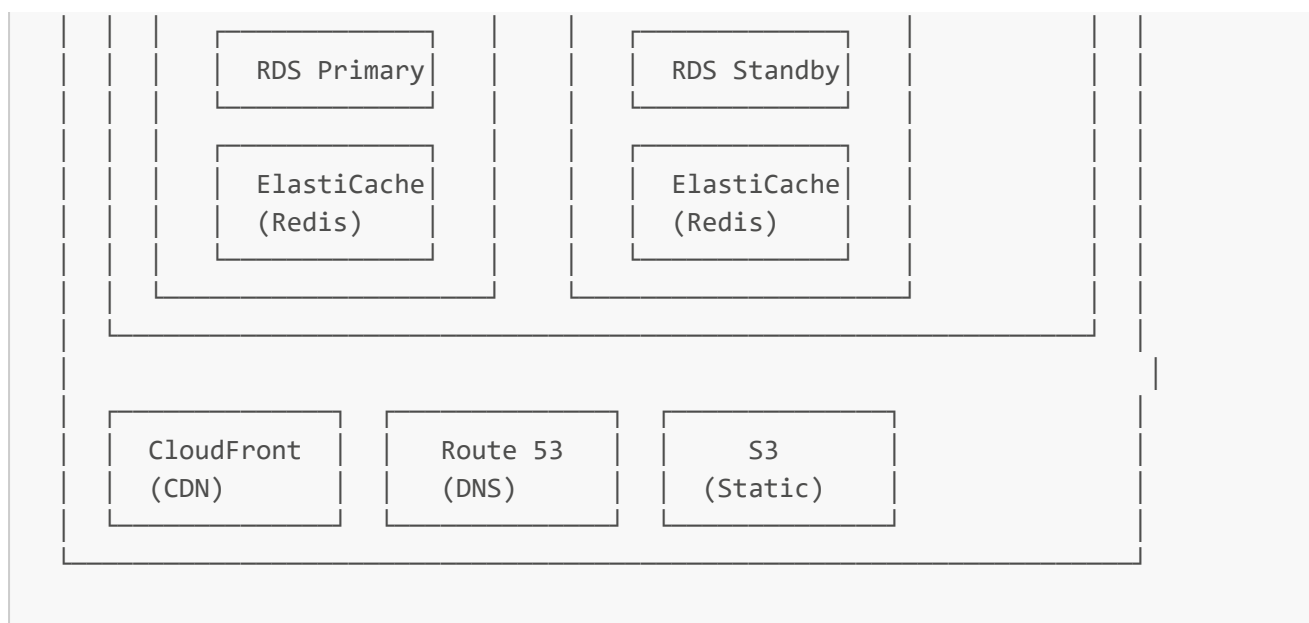 RDS Primary RDS Standby
ElastiCache ElastiCache
(Redis) (Redis)
CloudFront Route 53 S3
(CDN) (DNS) (Static)